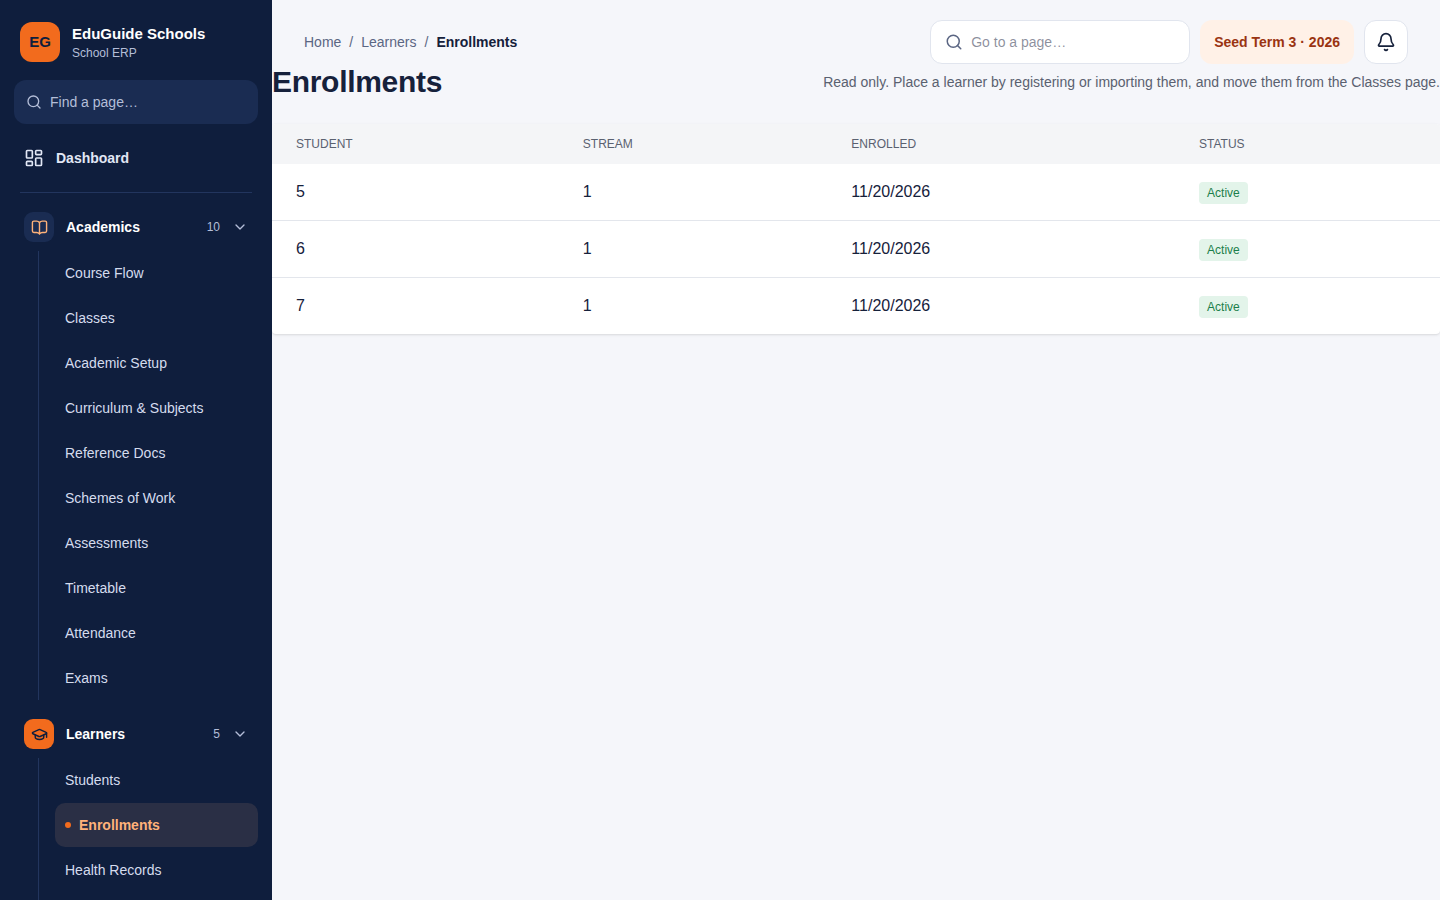 EG
EduGuide Schools
School ERP
Find a page…
Dashboard
Academics 10
Course Flow
Classes
Academic Setup
Curriculum & Subjects
Reference Docs
Schemes of Work
Assessments
Timetable
Attendance
Exams
Learners 5
Students
Enrollments
Health Records
Home / Learners / Enrollments
Go to a page…
Seed Term 3 · 2026
Enrollments
Read only. Place a learner by registering or importing them, and move them from the Classes page.
STUDENT STREAM ENROLLED STATUS
5 1 11/20/2026 Active
6 1 11/20/2026 Active
7 1 11/20/2026 Active